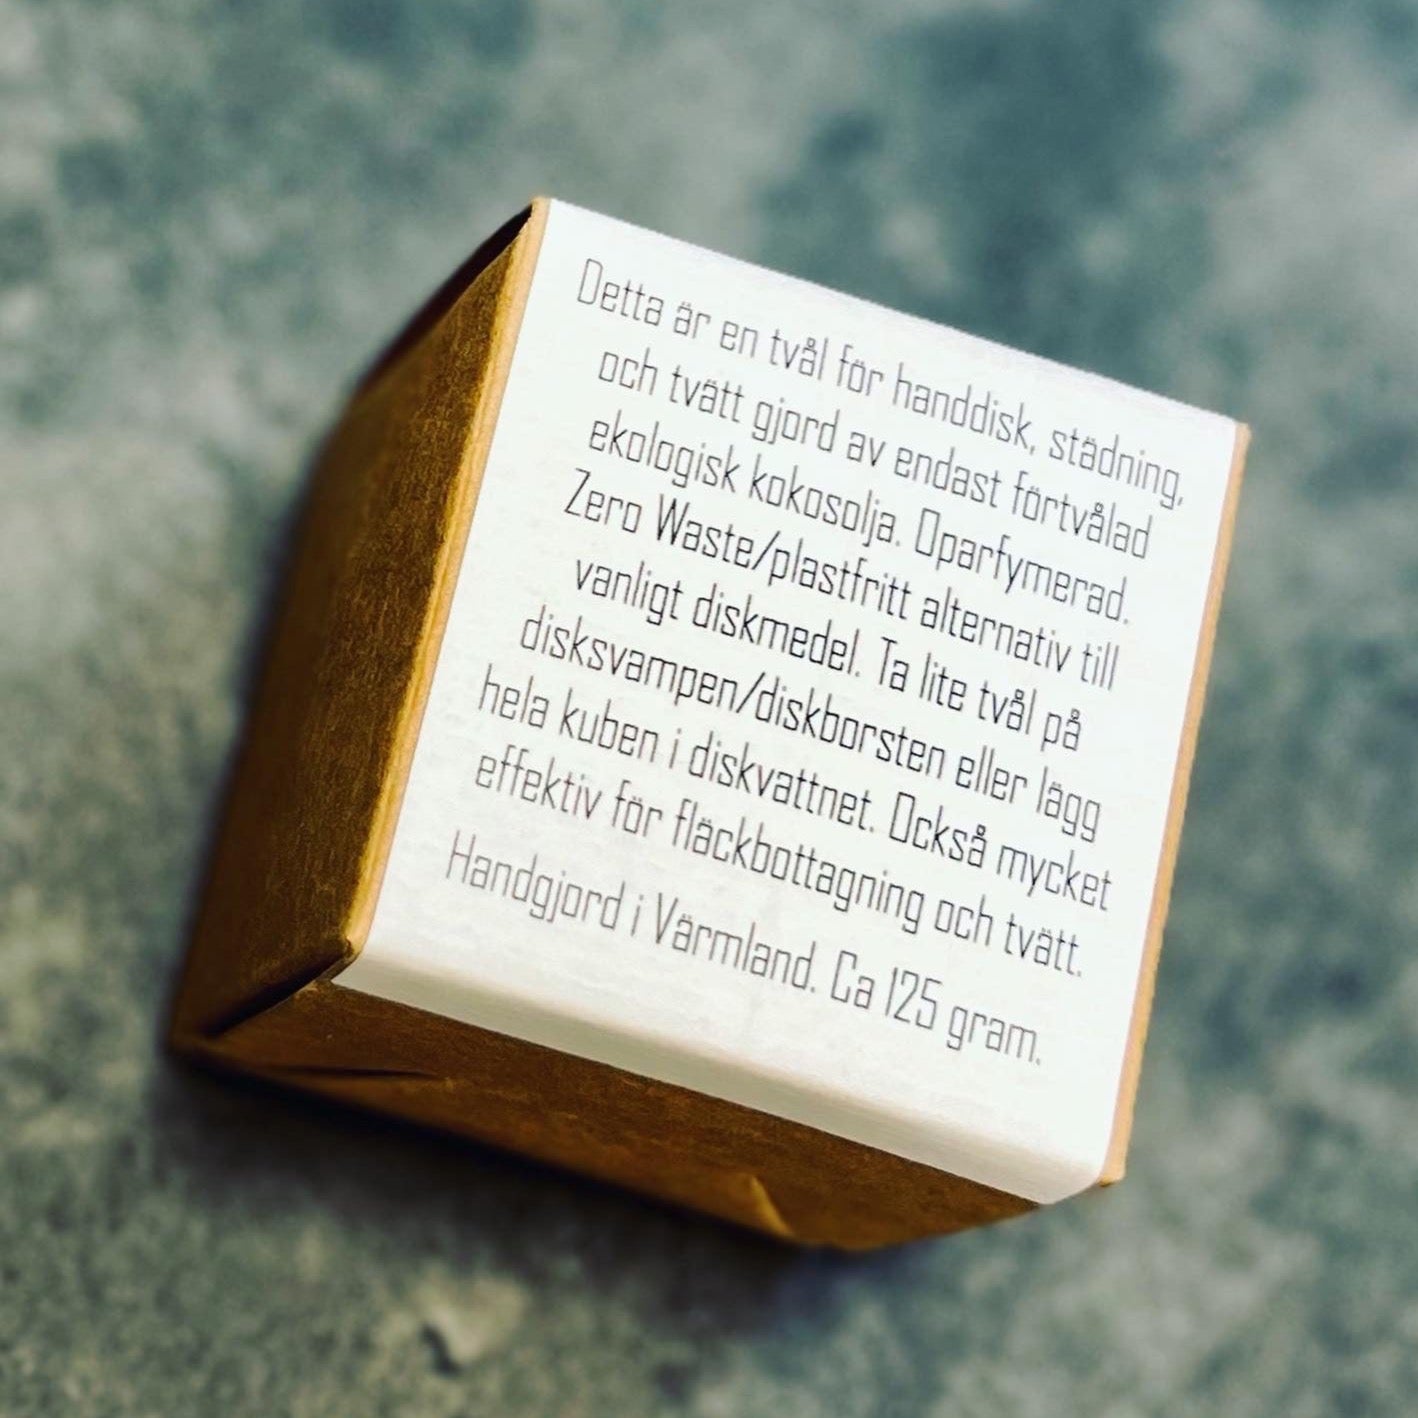 Detta är en tvål för handdisk, städning,
och tvätt gjord av endast förtvålad
ekologisk kokosolja. Oparfymerad.
Zero Waste/plastfritt alternativ till
vanligt diskmedel. Ta lite tvål på
disksvampen/diskborsten eller lägg
hela kuben i diskvattnet. Också mycket
effektiv för fläckbottagning och tvätt.
Handgjord i Värmland. Ca 125 gram.